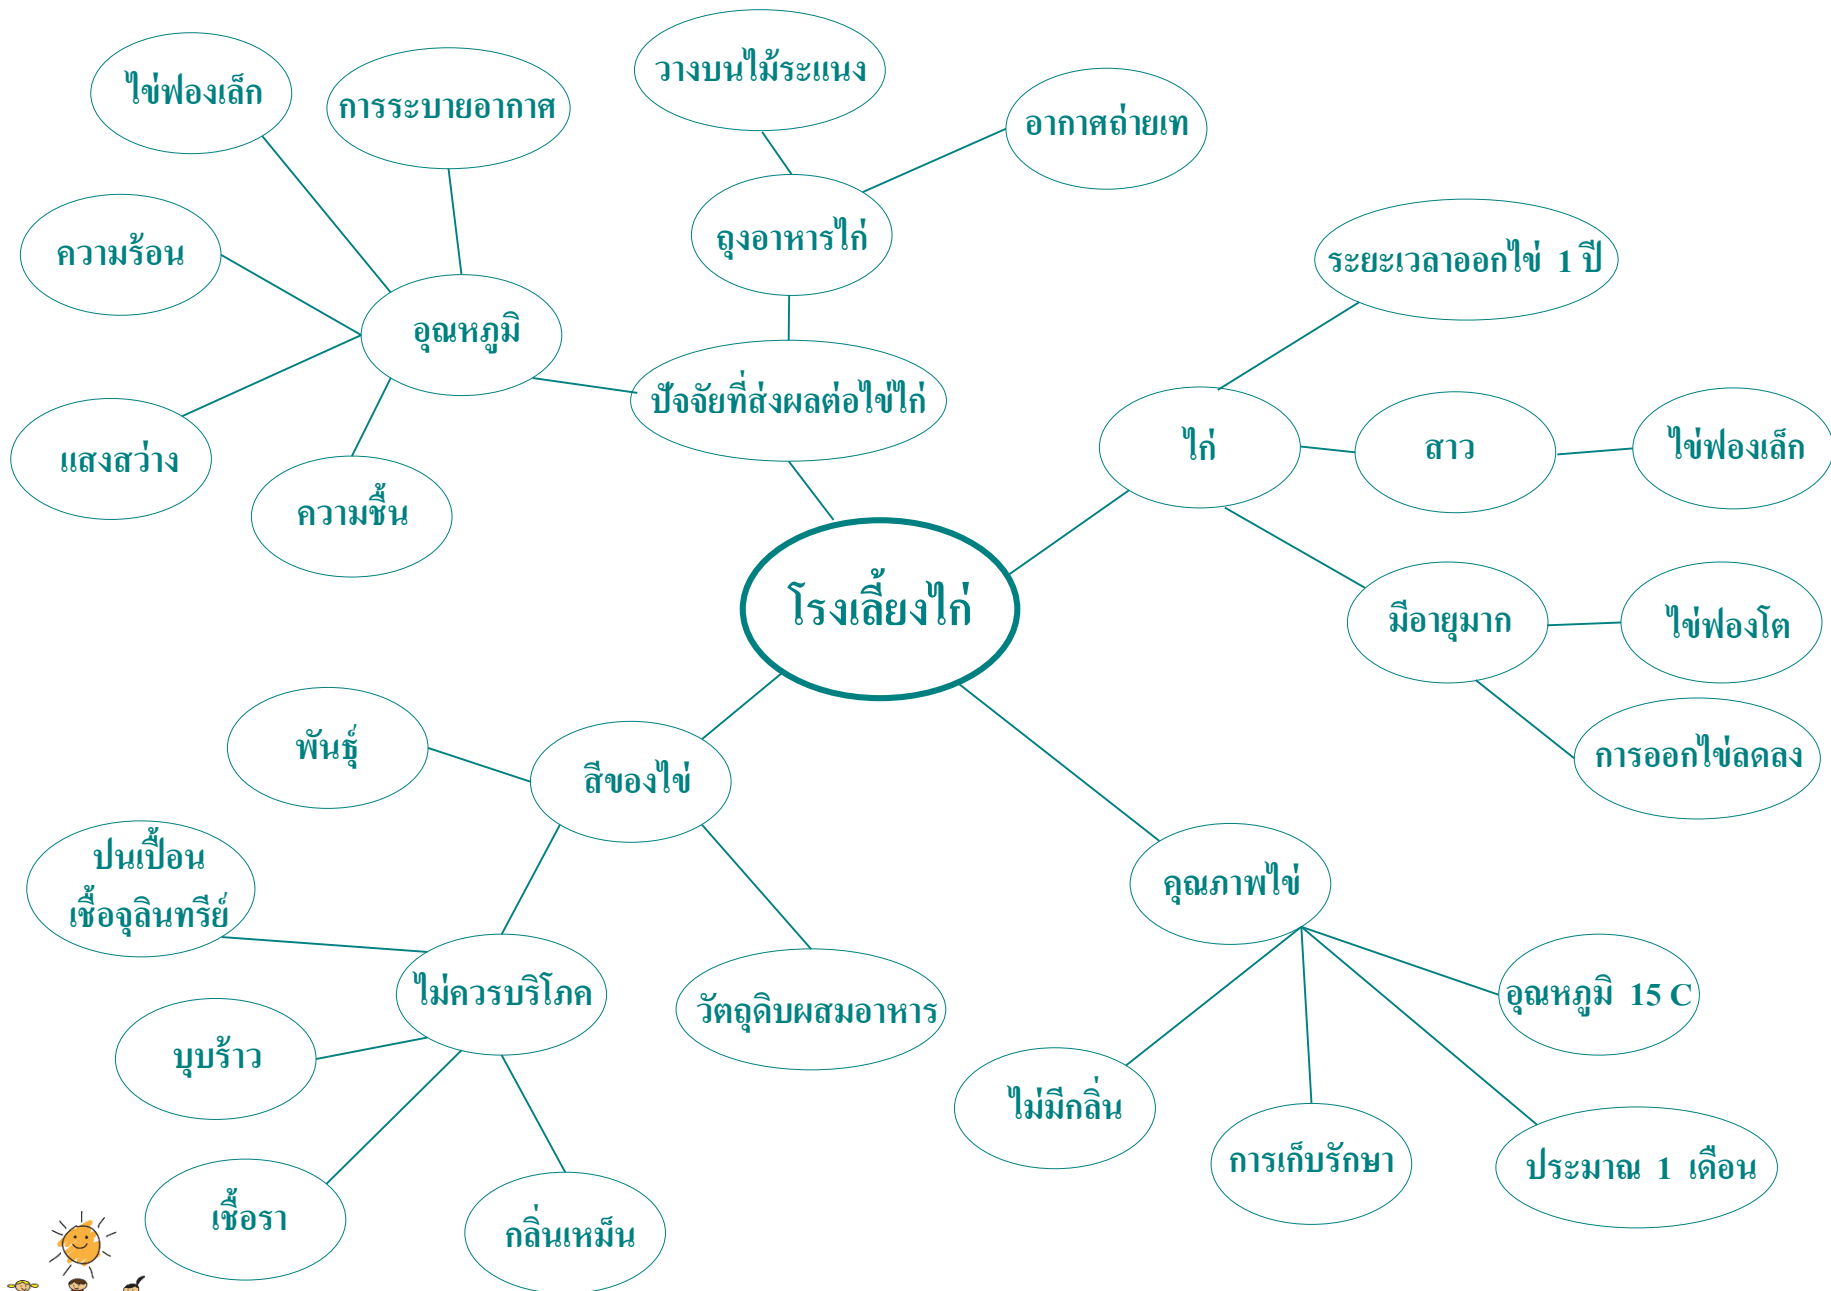 วางบนไม้ระแนง
ไข่ฟองเล็ก
การระบายอากาศ
อากาศถ่ายเท
ถุงอาหารไก่
ความร้อน
ระยะเวลาออกไข่ 1 ปี
อุณหภูมิ
ปัจจัยที่ส่งผลต่อไข่ไก่
ไก่
สาว
ไข่ฟองเล็ก
แสงสว่าง
ความชื้น
โรงเลี้ยงไก่
มีอายุมาก
ไข่ฟองโต
การออกไข่ลดลง
พันธุ์
สีของไข่
ปนเปื้อน
เชื้อจุลินทรีย์
คุณภาพไข่
ไม่ควรบริโภค
วัตถุดิบผสมอาหาร
อุณหภูมิ 15 C
บุบร้าว
ไม่มีกลิ่น
การเก็บรักษา
ประมาณ 1 เดือน
เชื้อรา
กลิ่นเหม็น